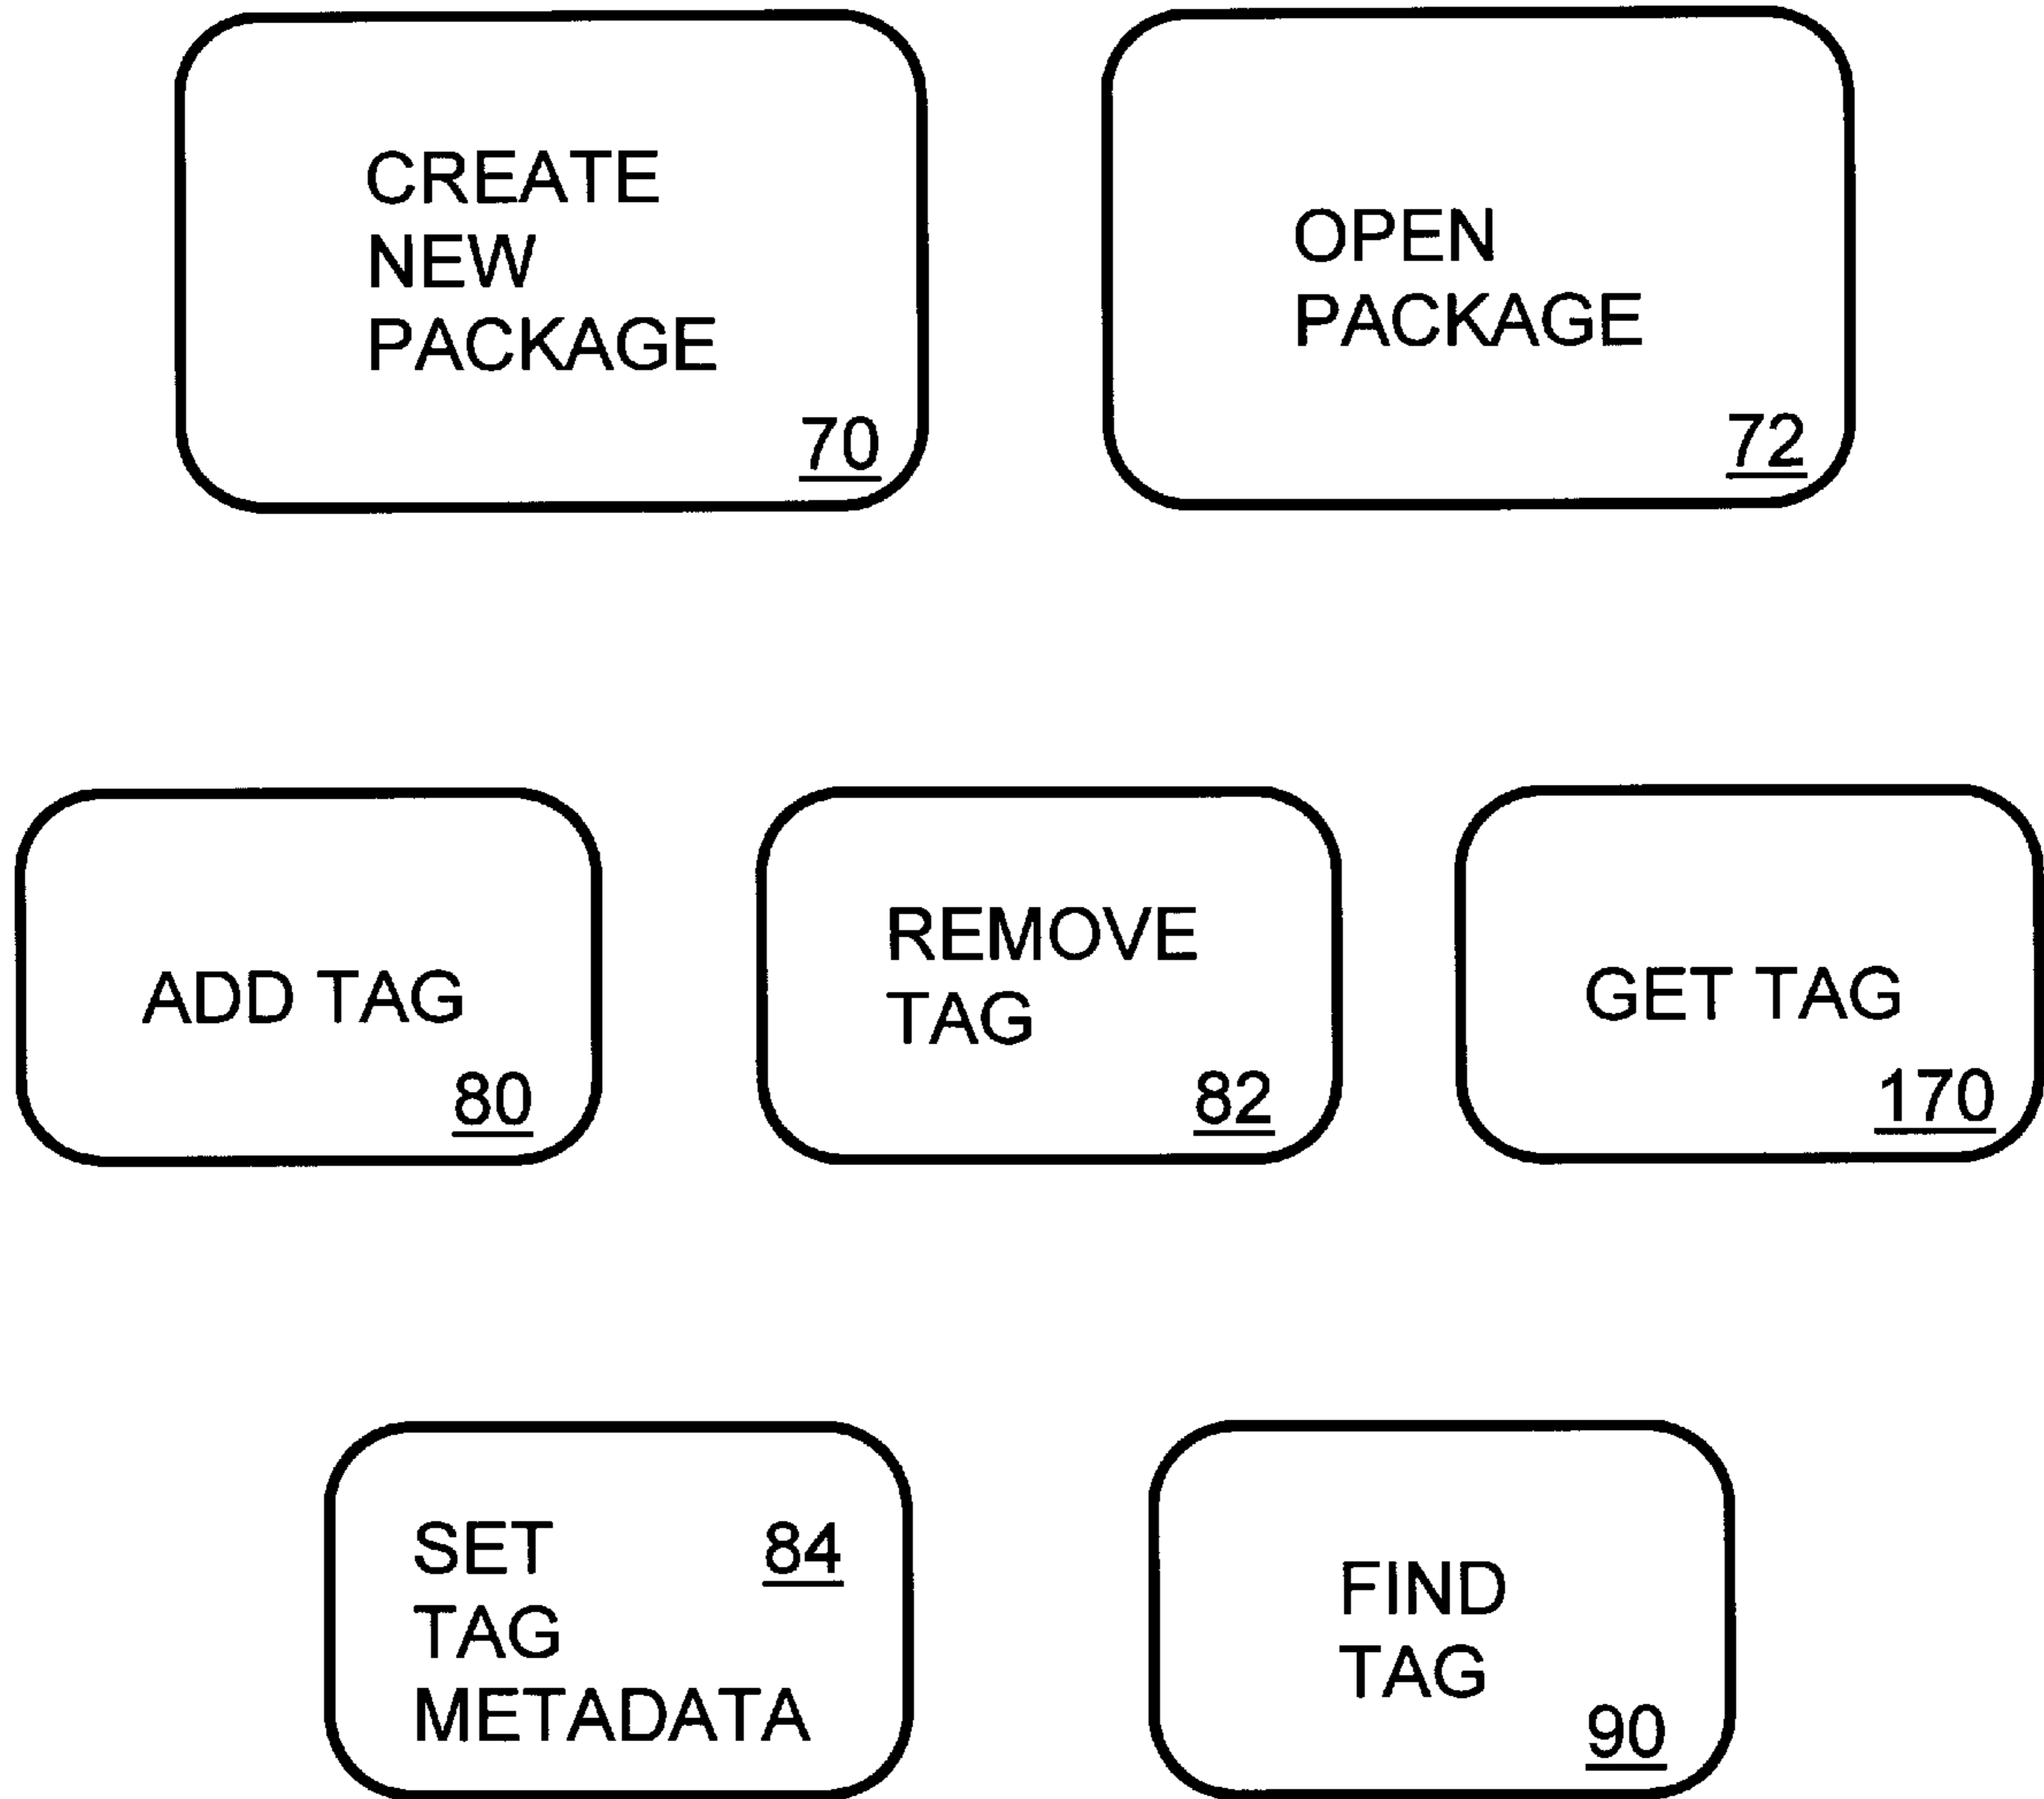 CREATE
NEW
PACKAGE
70
OPEN
PACKAGE
72
ADD TAG
80
REMOVE
TAG
82
GET TAG
170
SET 84
TAG
METADATA
FIND
TAG
90